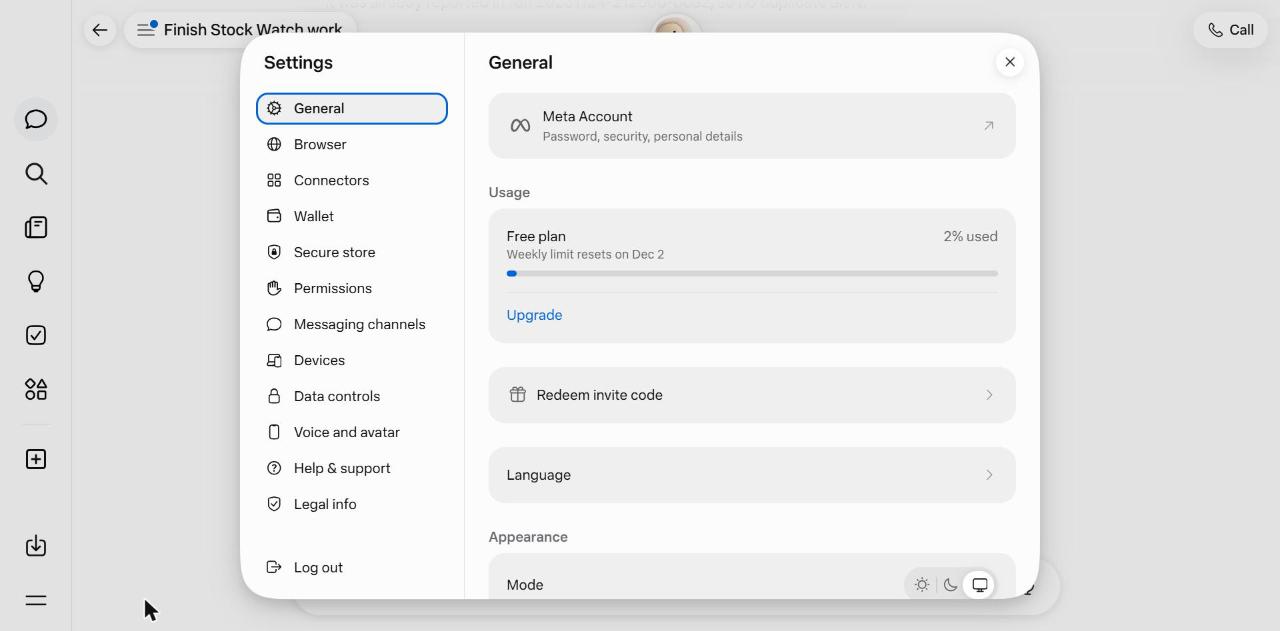 Finish Stock Watch work
Call
Settings
General
Browser
Connectors
Wallet
Secure store
Permissions
Messaging channels
Devices
Data controls
Voice and avatar
Help & support
Legal info
Log out
General
Meta Account
Password, security, personal details
Usage
Free plan
2% used
Weekly limit resets on Dec 2
Upgrade
Redeem invite code
Language
Appearance
Mode